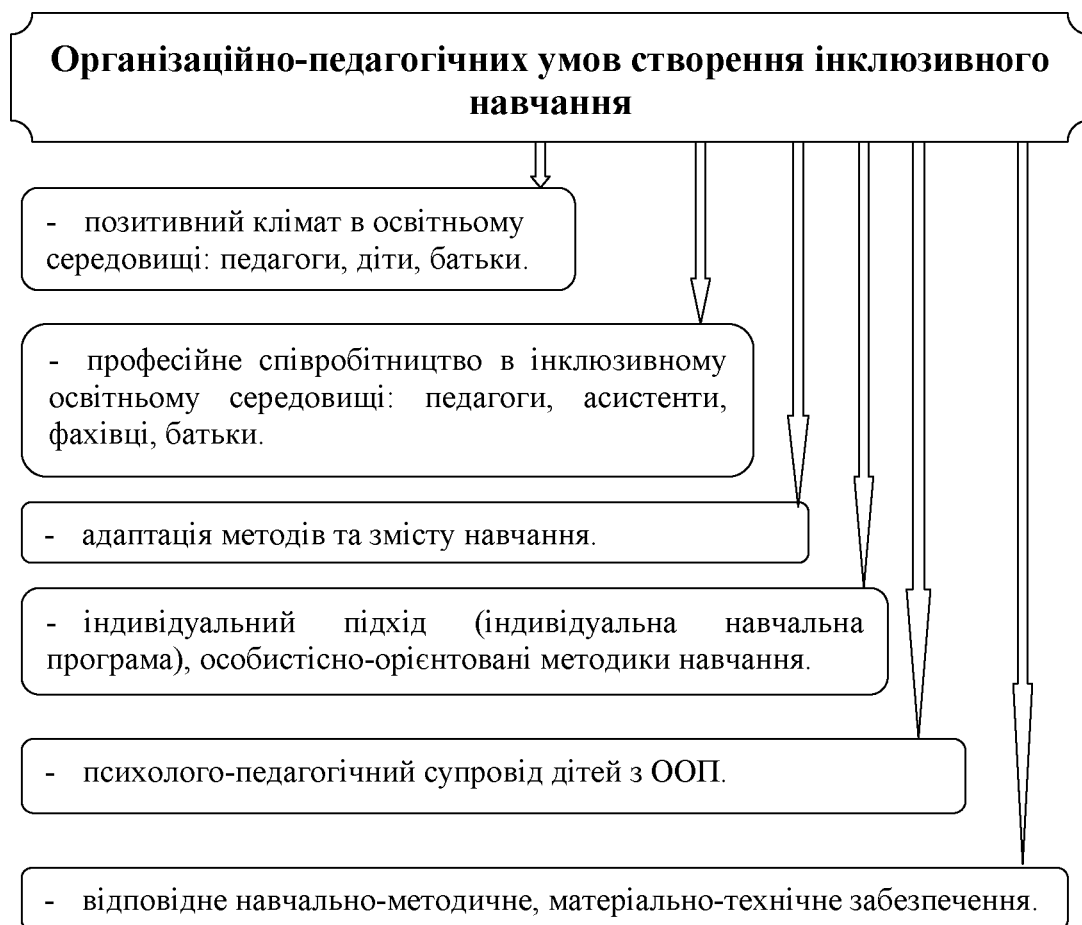 Організаційно-педагогічних умов створення інклюзивного
навчання
- позитивний клімат в освітньому
середовищі: педагоги, діти, батьки.
- професійне співробітництво в інклюзивному
освітньому середовищі: педагоги, асистенти,
фахівці, батьки.
- адаптація методів та змісту навчання.
- індивідуальний підхід (індивідуальна навчальна
програма), особистісно-орієнтовані методики навчання.
- психолого-педагогічний супровід дітей з ООП.
- відповідне навчально-методичне, матеріально-технічне забезпечення.